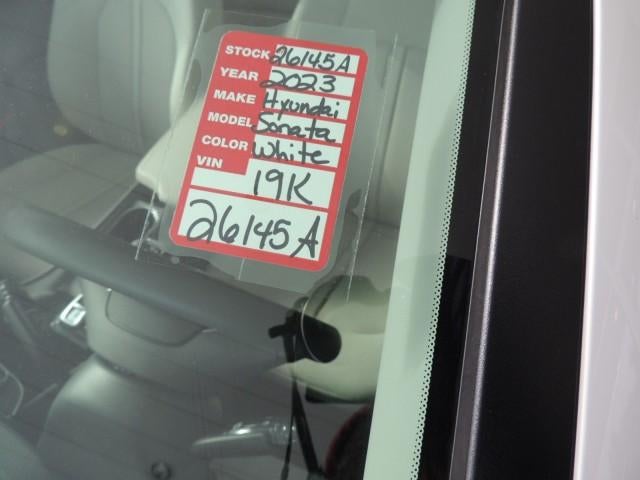 STOCK 26145A
YEAR 2023
MAKE Hyundai
MODEL Sonata
COLOR White
VIN
19K
26145A